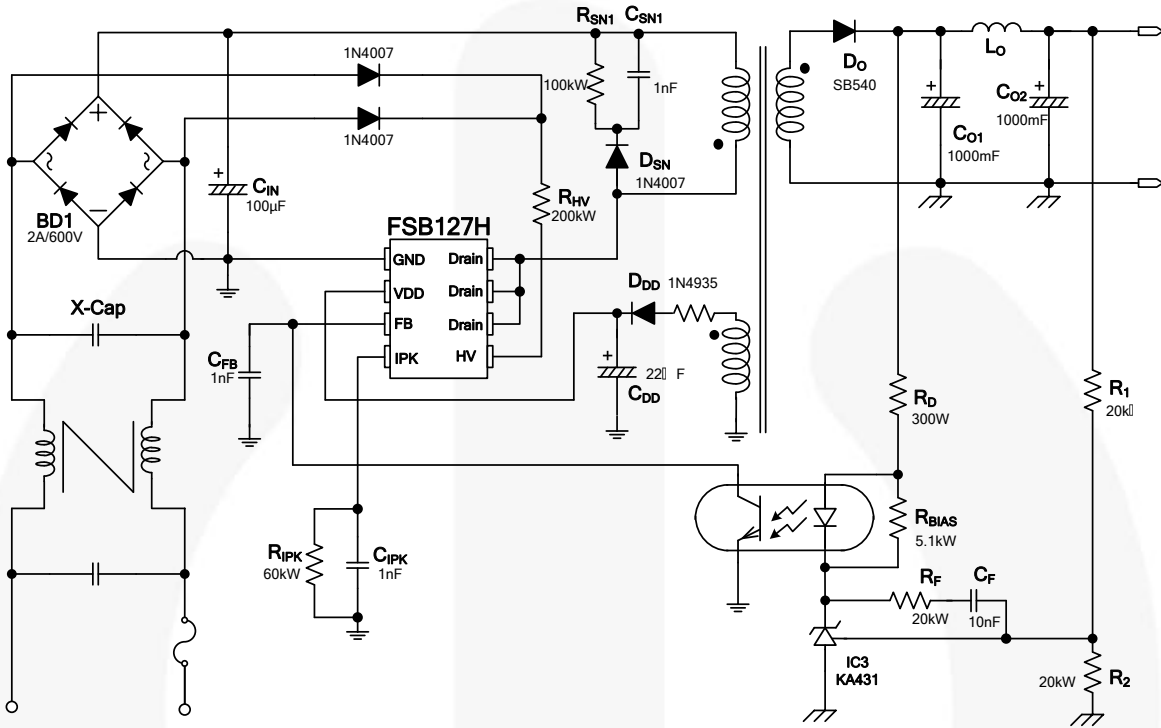 RSN1 CSN1
1N4007
100kW
1nF
DO
SB540
LO
CO1
1000mF
CO2
1000mF
1N4007
DSN
1N4007
+
~
~
−
BD1
2A/600V
+
CIN
100µF
RHV
200kW
FSB127H
GND
VDD
FB
IPK
Drain
Drain
Drain
HV
DDD 1N4935
+
22 F
CDD
X-Cap
CFB
1nF
RD
300W
R1
20k
RBIAS
5.1kW
RIPK
60kW
CIPK
1nF
RF
20kW
CF
10nF
IC3
KA431
20kW
R2
+
+